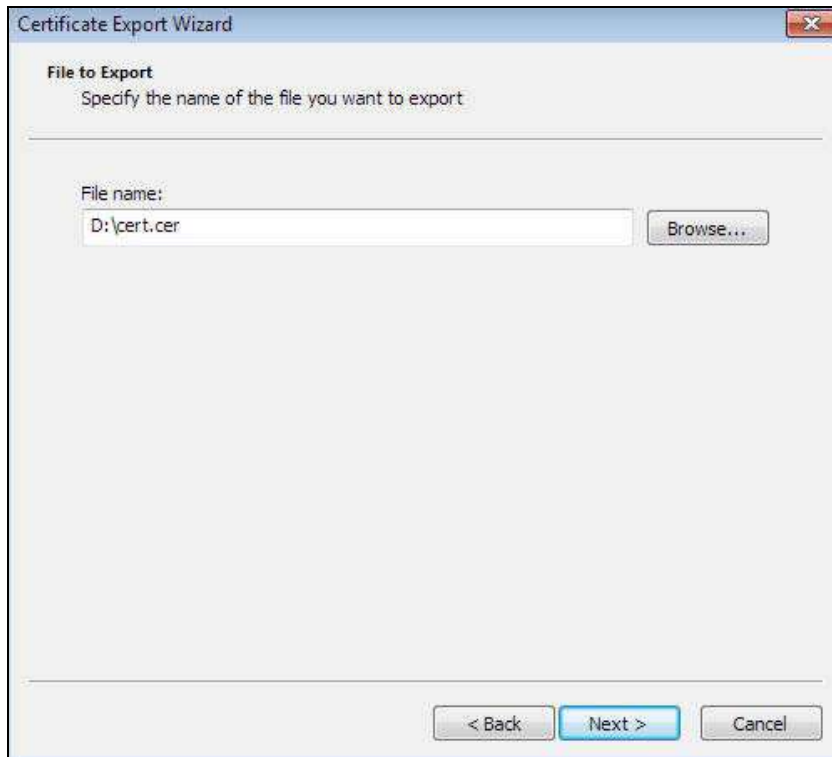 Certificate Export Wizard
File to Export
Specify the name of the file you want to export
File name:
D:\cert.cer
Browse...
< Back
Next >
Cancel